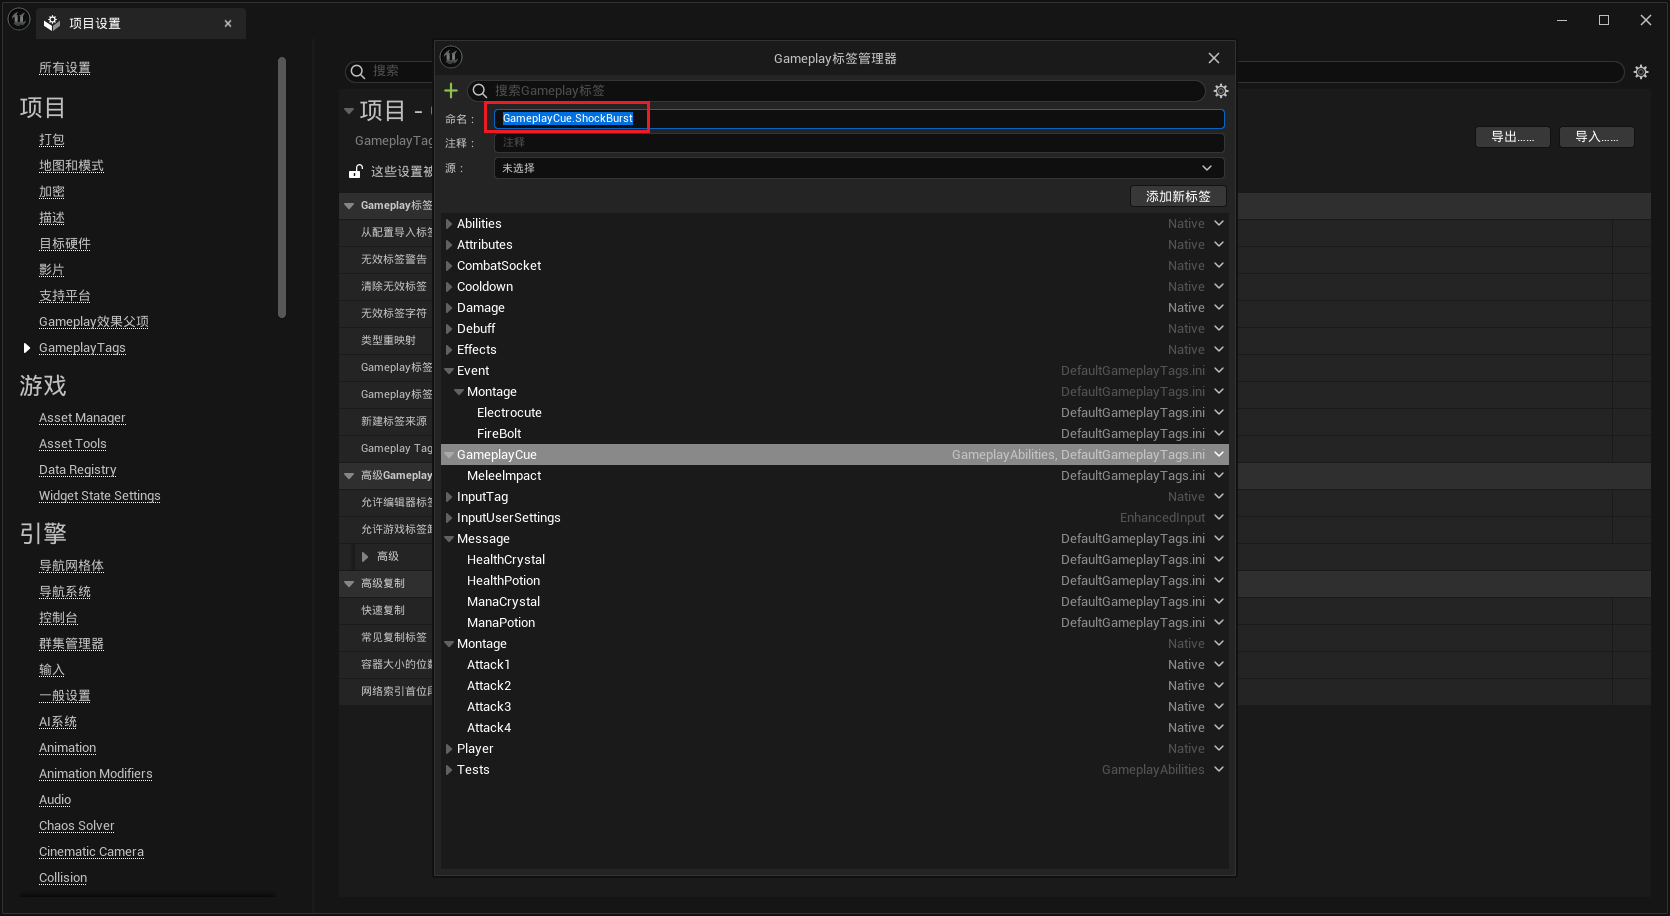 项目设置
所有设置
项目
打包
地图和模式
加密
描述
目标硬件
影片
支持平台
Gameplay效果父项
GameplayTags
游戏
Asset Manager
Asset Tools
Data Registry
Widget State Settings
引擎
导航网格体
导航系统
控制台
群集管理器
输入
一般设置
AI系统
Animation
Animation Modifiers
Audio
Chaos Solver
Cinematic Camera
Collision
搜索
项目 -
GameplayTag
这些设置被
导出...... 导入......
Gameplay标签
从配置导入标签
无效标签警告
清除无效标签
无效标签字符
类型重映射
Gameplay标签
Gameplay标签
新建标签来源
Gameplay Tag
高级Gameplay
允许编辑器标签
允许游戏标签
高级
高级复制
快速复制
常见复制标签
容器大小的位数
网络索引首位
Gameplay标签管理器
搜索Gameplay标签
命名： GameplayCue.ShockBurst
注释： 注释
源： 未选择
添加新标签
Abilities Native
Attributes Native
CombatSocket Native
Cooldown Native
Damage Native
Debuff Native
Effects Native
Event DefaultGameplayTags.ini
Montage DefaultGameplayTags.ini
Electrocute DefaultGameplayTags.ini
FireBolt DefaultGameplayTags.ini
GameplayCue GameplayAbilities, DefaultGameplayTags.ini
MeleeImpact DefaultGameplayTags.ini
InputTag Native
InputUserSettings EnhancedInput
Message DefaultGameplayTags.ini
HealthCrystal DefaultGameplayTags.ini
HealthPotion DefaultGameplayTags.ini
ManaCrystal DefaultGameplayTags.ini
ManaPotion DefaultGameplayTags.ini
Montage Native
Attack1 Native
Attack2 Native
Attack3 Native
Attack4 Native
Player Native
Tests GameplayAbilities